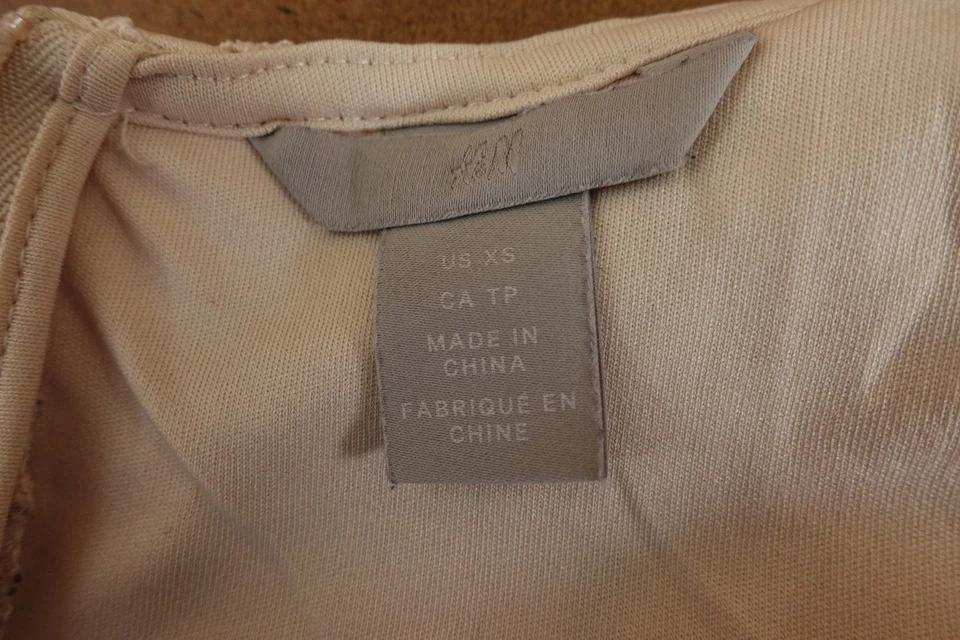 H&M
US XS
CA TP
MADE IN
CHINA
FABRIQUÉ EN
CHINE